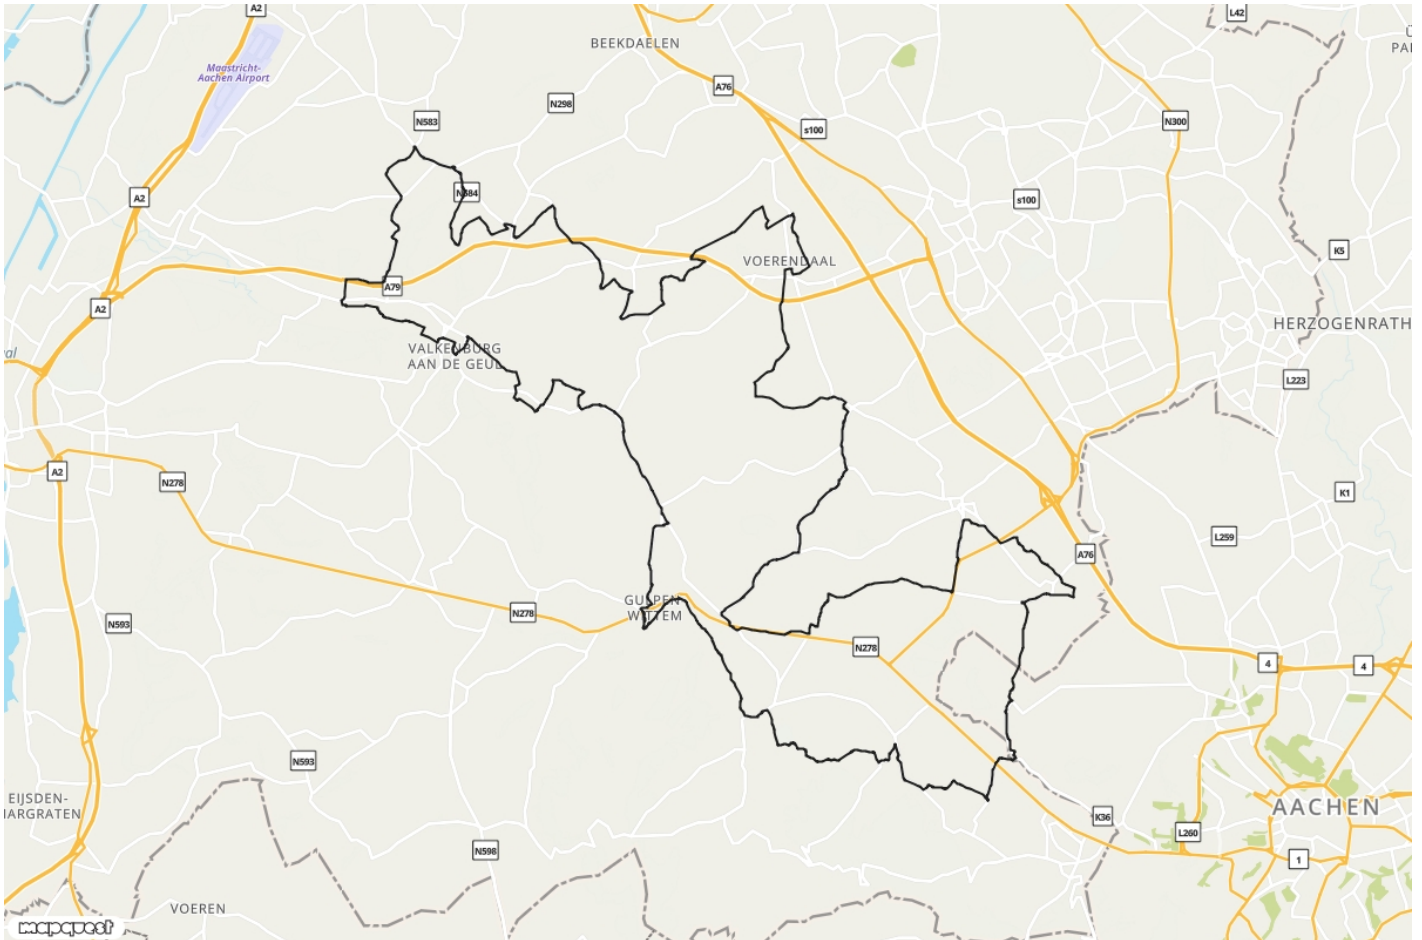 A2
L42
BEEKDAELEN
Maastricht-
Aachen Airport
A76
N298
N583
s100
N300
A2
N584
s100
K5
VOERENDAAL
A79
A2
HERZOGENRATH
VALKENBURG
AAN DE GEUL
L223
A2
N278
K1
L259
A76
GULPEN-
WITTEM
N278
N593
N278
4
4
N593
EIJSDEN-
MARGRATEN
AACHEN
K36
L260
N598
1
VOEREN
mapquest